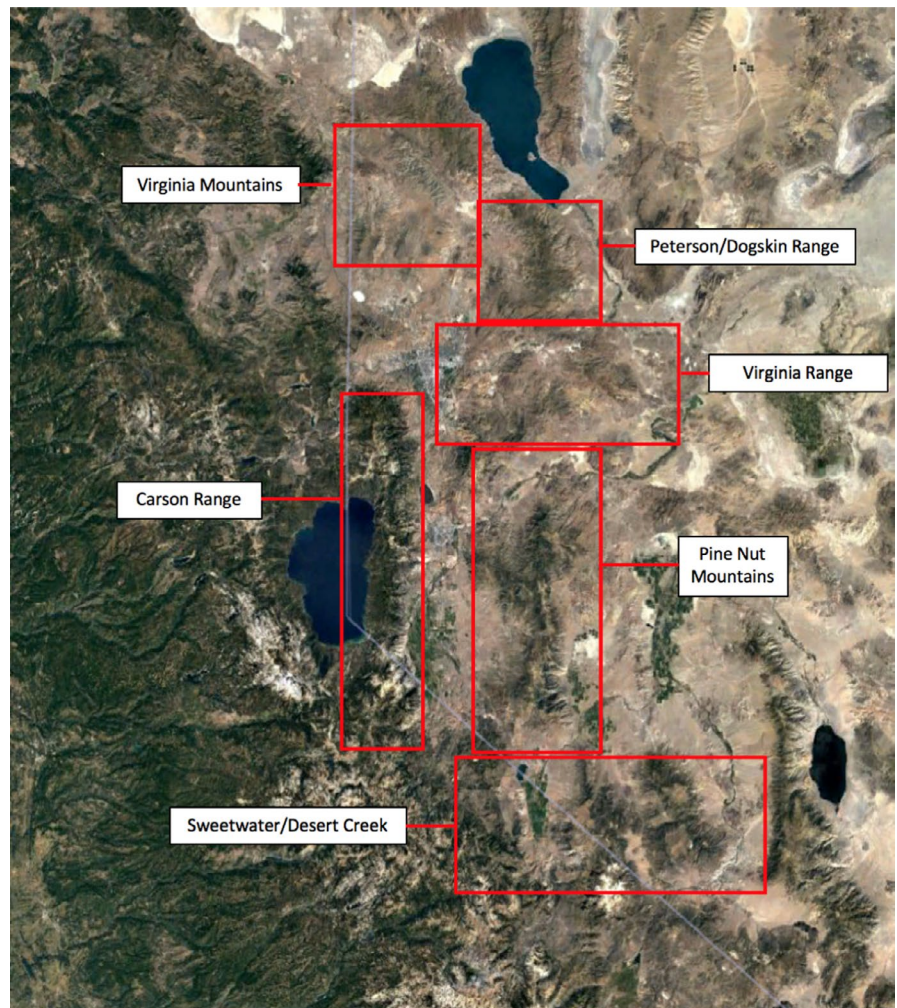 Virginia Mountains
Peterson/Dogskin Range
Virginia Range
Carson Range
Pine Nut
Mountains
Sweetwater/Desert Creek